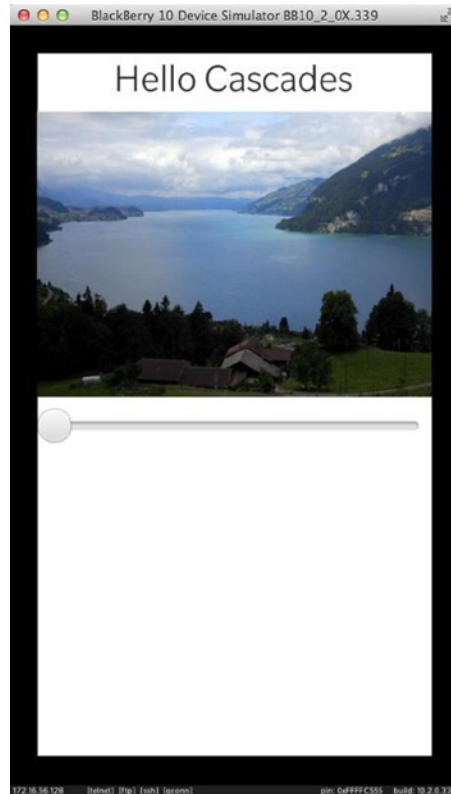 BlackBerry 10 Device Simulator BB10_2_0X.339
Hello Cascades
172.16.56.128 [telnet] [ftp] [ssh] [qconn] pin: 0xFFFFC555 build: 10.2.0.33